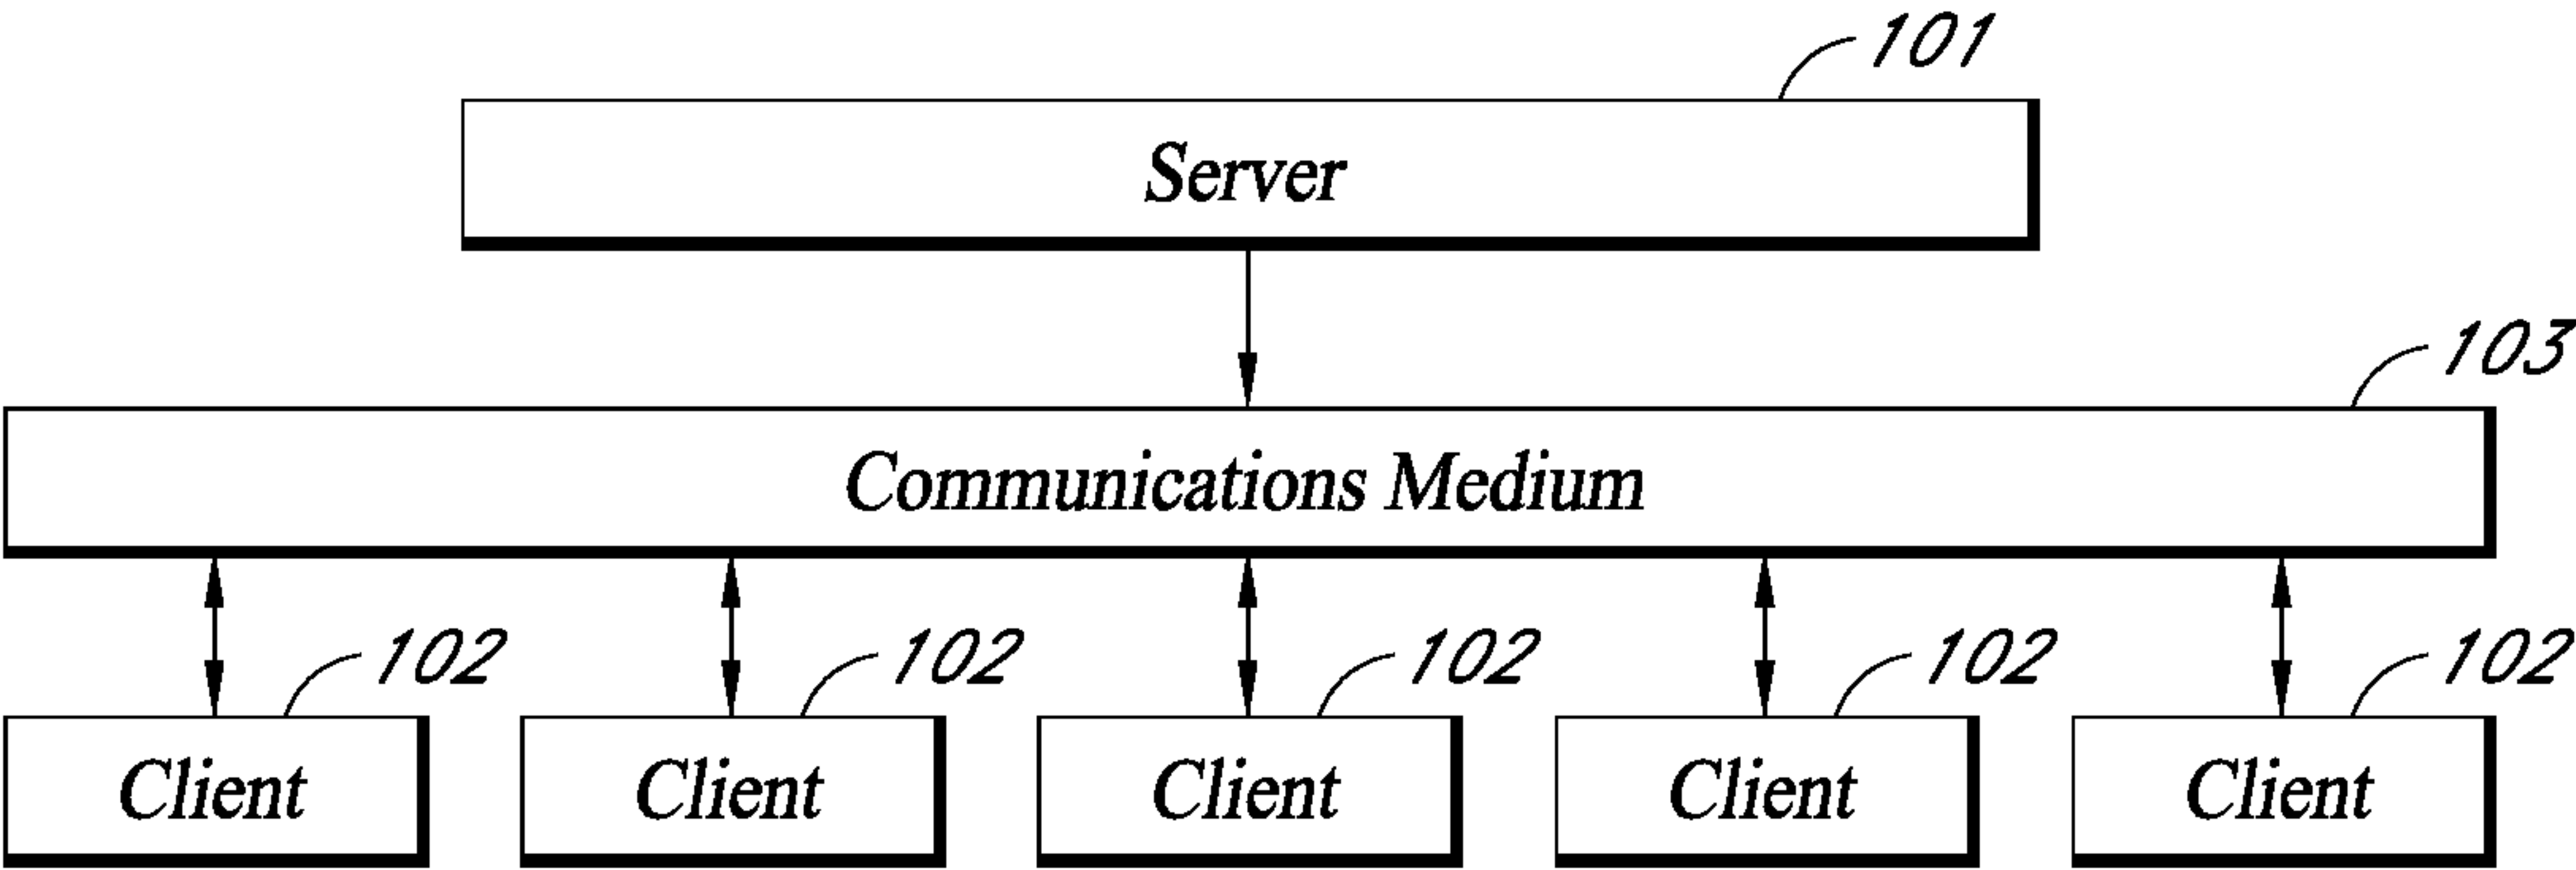 101
Server
103
Communications Medium
102 102 102 102 102
Client Client Client Client Client